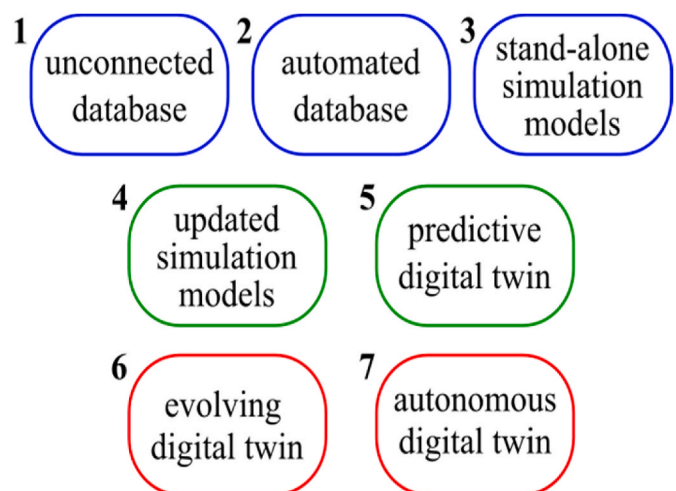 1 unconnected database
2 automated database
3 stand-alone simulation models
4 updated simulation models
5 predictive digital twin
6 evolving digital twin
7 autonomous digital twin